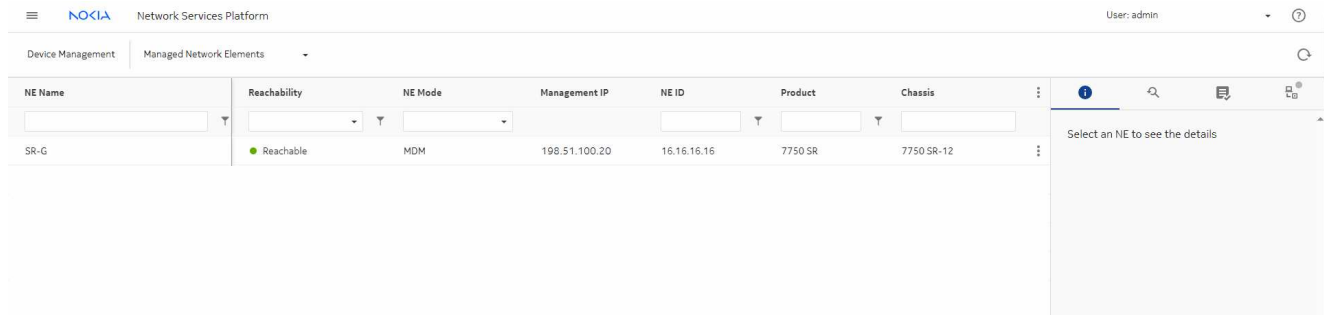 NOKIA Network Services Platform User: admin
Device Management Managed Network Elements
NE Name Reachability NE Mode Management IP NE ID Product Chassis
Select an NE to see the details
SR-G Reachable MDM 198.51.100.20 16.16.16.16 7750 SR 7750 SR-12